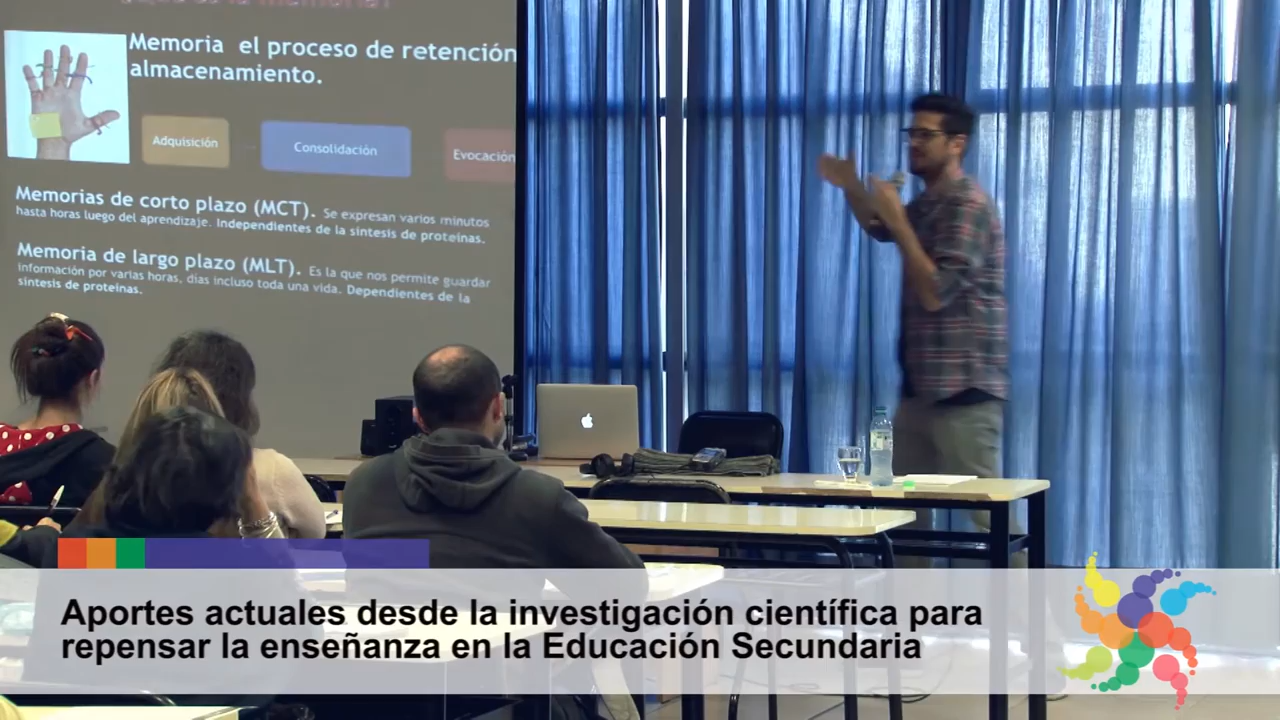 Memoria el proceso de retención
almacenamiento.
Adquisición
Consolidación
Evocación
Memorias de corto plazo (MCT). Se expresan varios minutos
hasta horas luego del aprendizaje. Independientes de la síntesis de proteínas.
Memoria de largo plazo (MLT). Es la que nos permite guardar
información por varias horas, días incluso toda una vida. Dependientes de la
síntesis de proteínas.
Aportes actuales desde la investigación científica para
repensar la enseñanza en la Educación Secundaria